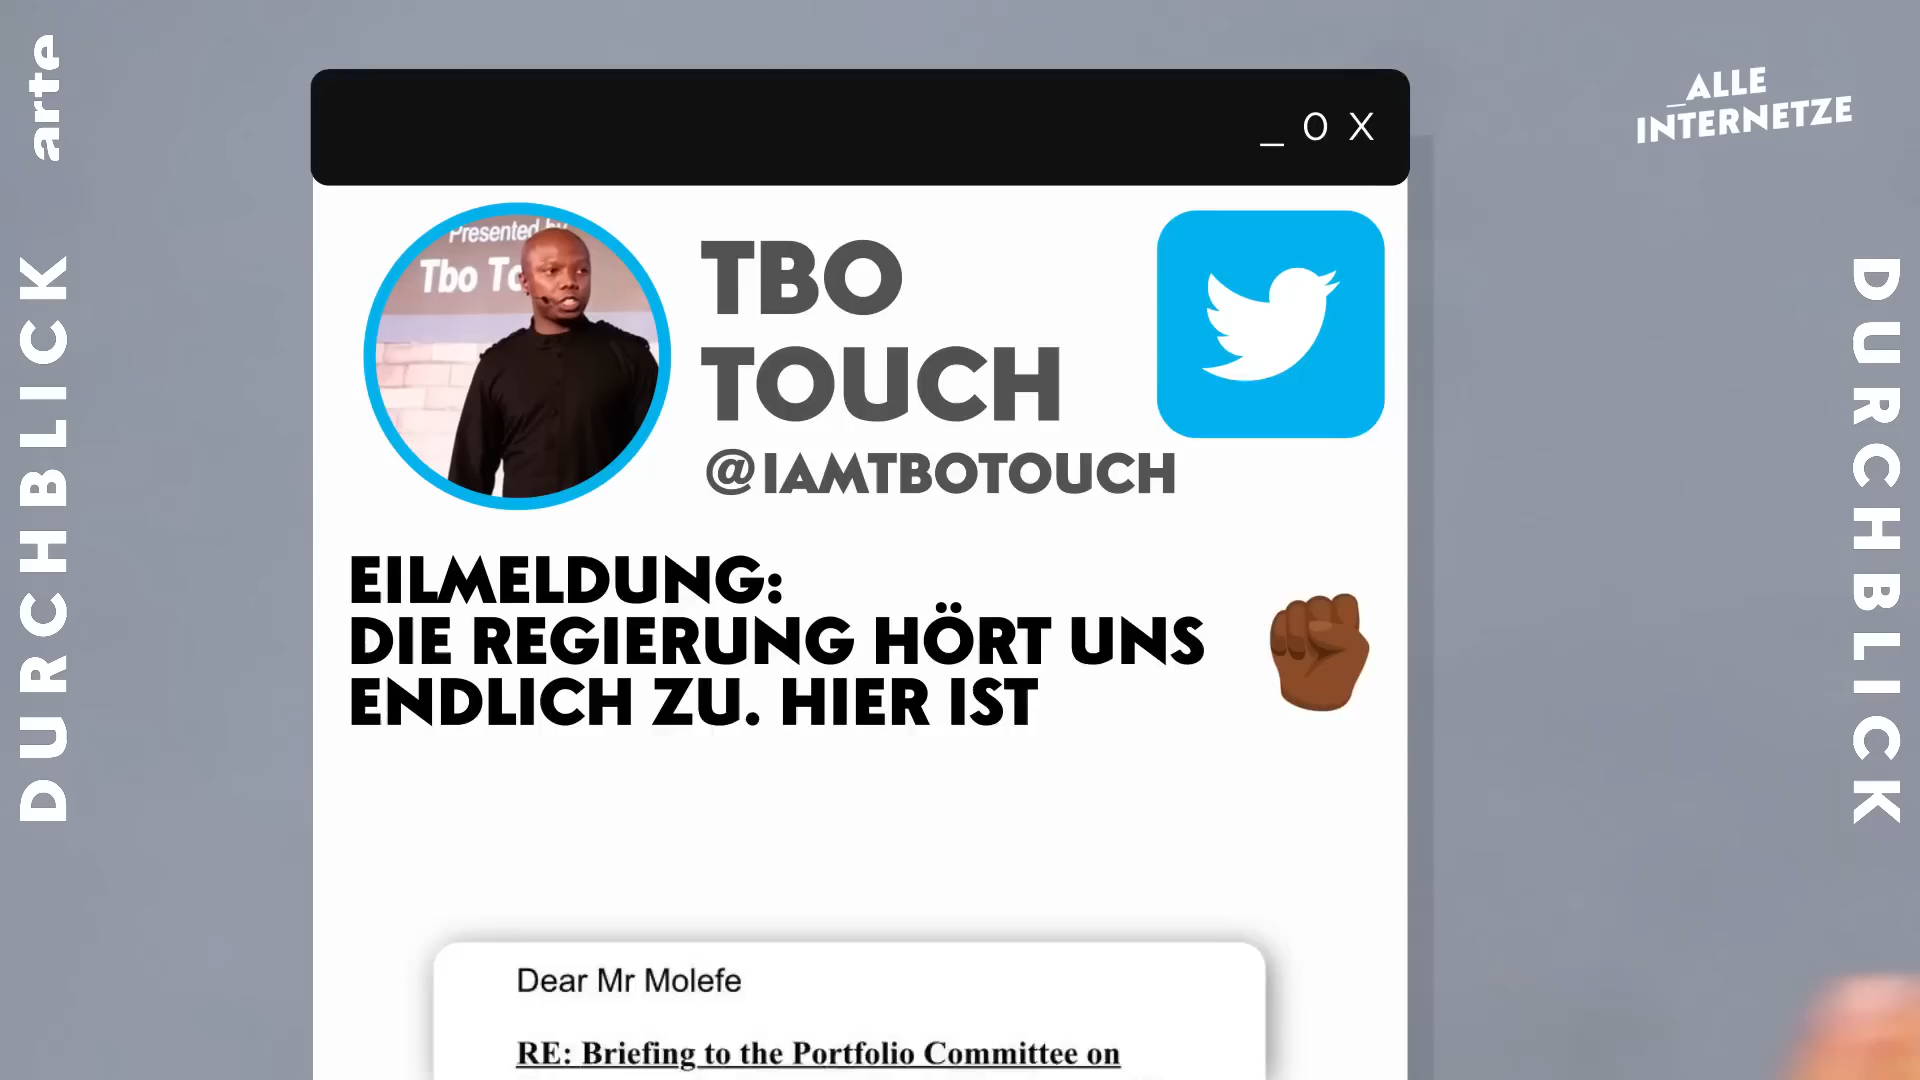 arte
DURCHBLICK
_ALLE
INTERNETZE
DURCHBLICK
_ O X
Presented by
Tbo To
TBO
TOUCH
@IAMTBOTOUCH
EILMELDUNG:
DIE REGIERUNG HÖRT UNS
ENDLICH ZU. HIER IST
Dear Mr Molefe
RE: Briefing to the Portfolio Committee on